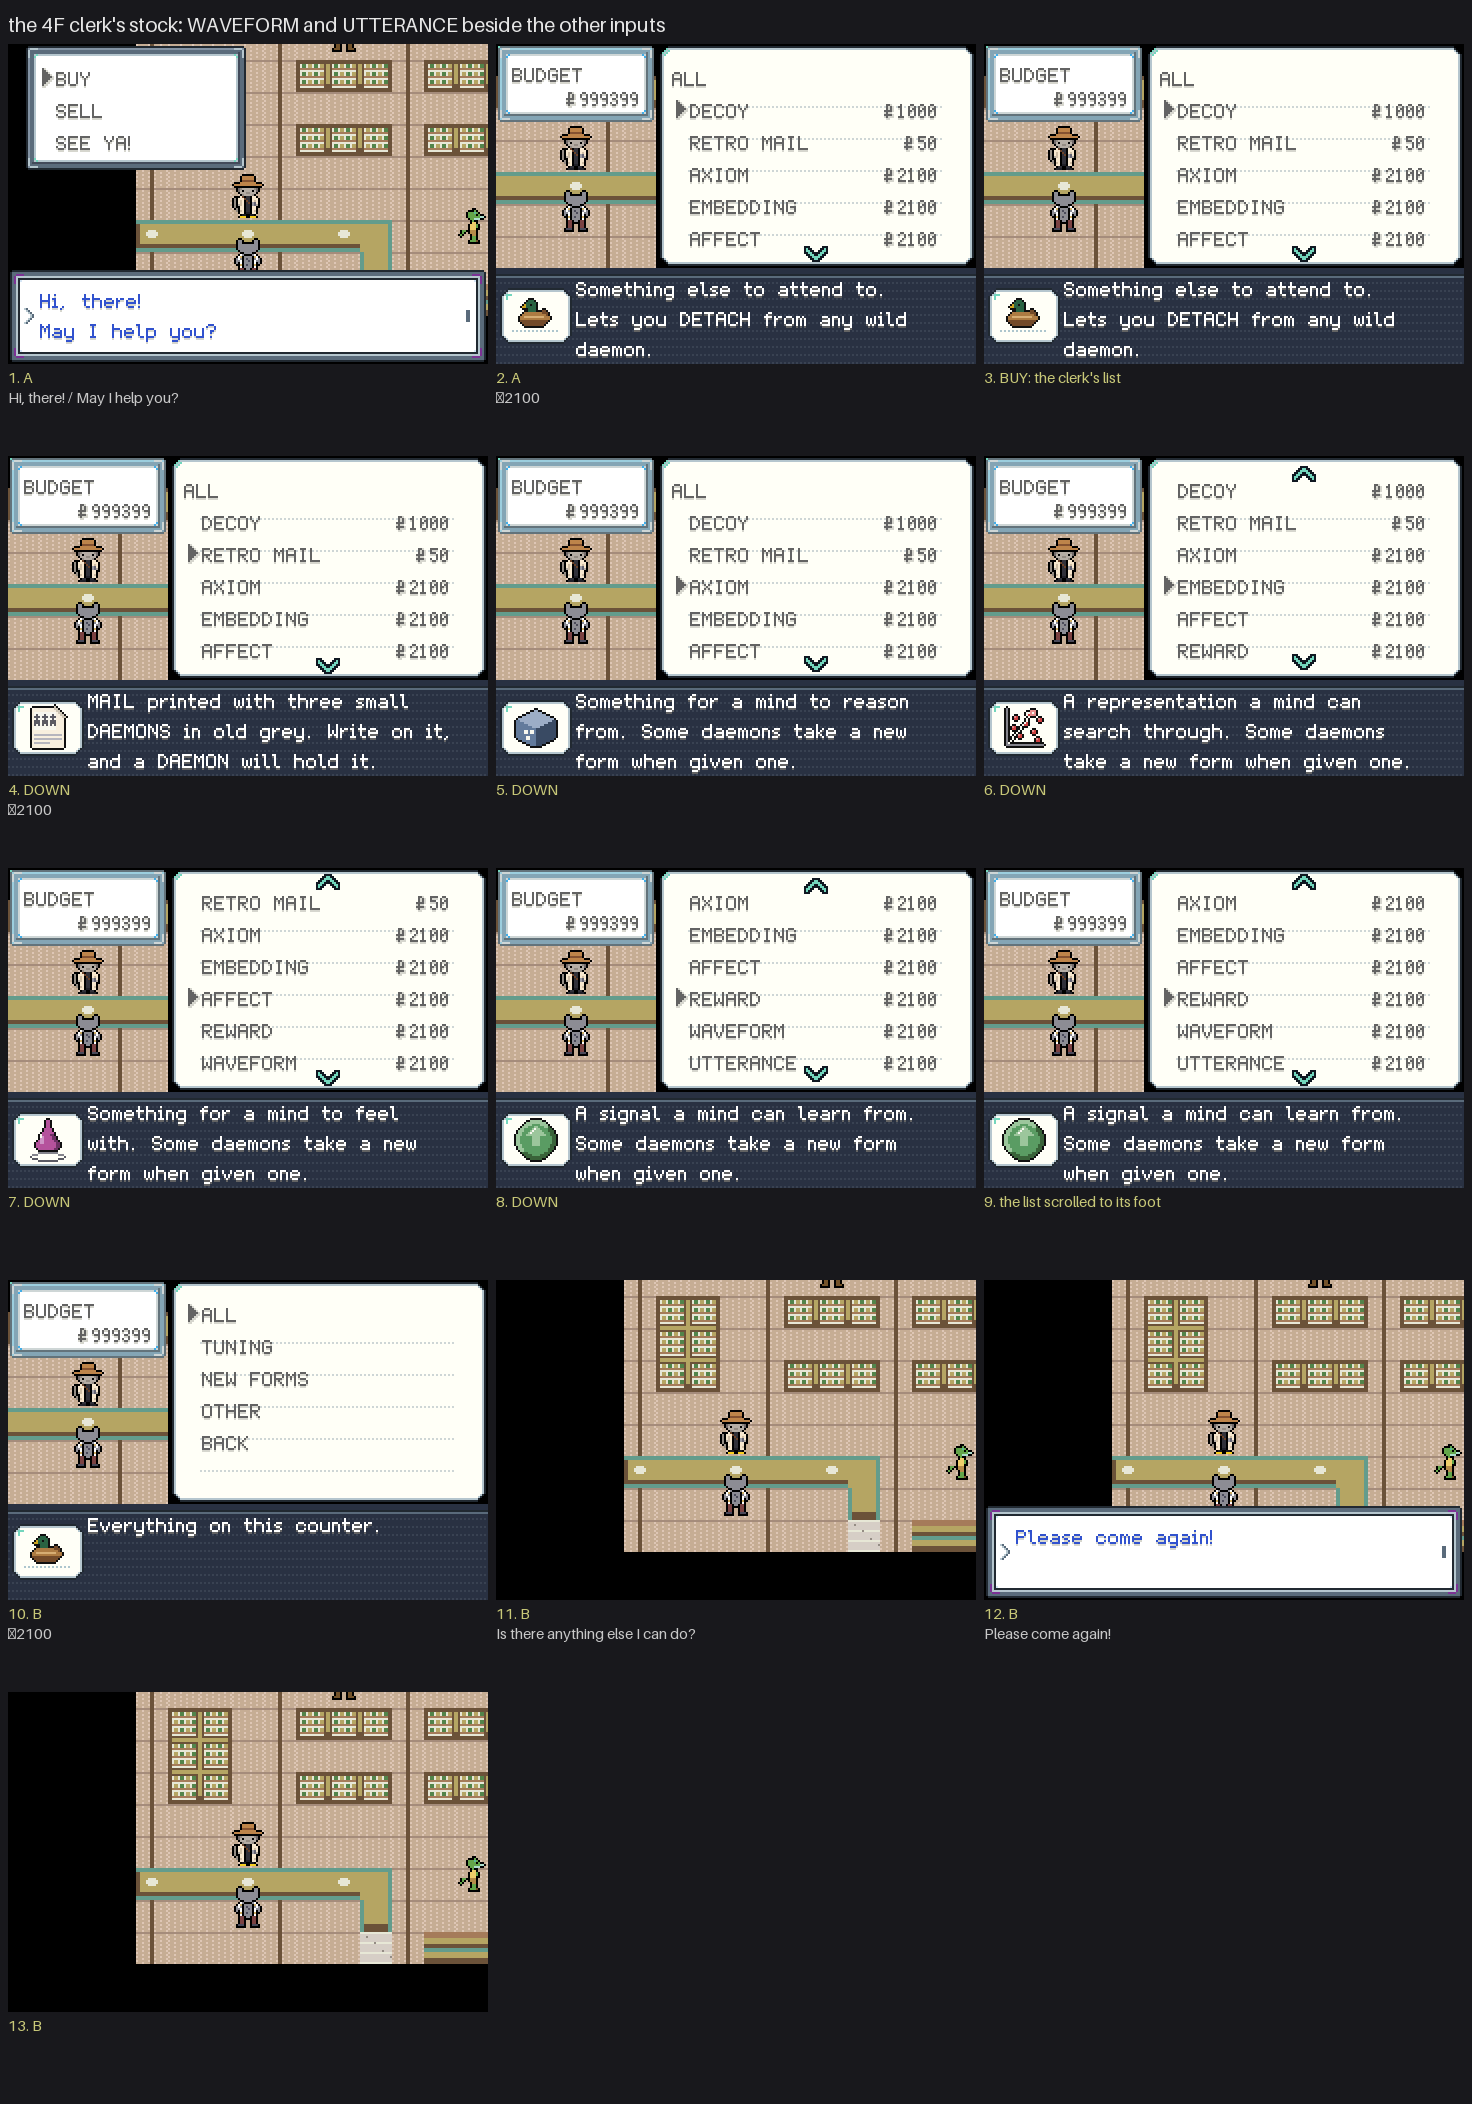 the 4F clerk's stock: WAVEFORM and UTTERANCE beside the other inputs
BUY
SELL
SEE YA!
Hi, there!
May I help you?
1. A
Hi, there! / May I help you?
BUDGET
₽999399
ALL
DECOY ₽1000
RETRO MAIL ₽50
AXIOM ₽2100
EMBEDDING ₽2100
AFFECT ₽2100
Something else to attend to.
Lets you DETACH from any wild
daemon.
2. A
2100
BUDGET
₽999399
ALL
DECOY ₽1000
RETRO MAIL ₽50
AXIOM ₽2100
EMBEDDING ₽2100
AFFECT ₽2100
Something else to attend to.
Lets you DETACH from any wild
daemon.
3. BUY: the clerk's list
BUDGET
₽999399
ALL
DECOY ₽1000
RETRO MAIL ₽50
AXIOM ₽2100
EMBEDDING ₽2100
AFFECT ₽2100
MAIL printed with three small
DAEMONS in old grey. Write on it,
and a DAEMON will hold it.
4. DOWN
2100
BUDGET
₽999399
ALL
DECOY ₽1000
RETRO MAIL ₽50
AXIOM ₽2100
EMBEDDING ₽2100
AFFECT ₽2100
Something for a mind to reason
from. Some daemons take a new
form when given one.
5. DOWN
BUDGET
₽999399
DECOY ₽1000
RETRO MAIL ₽50
AXIOM ₽2100
EMBEDDING ₽2100
AFFECT ₽2100
REWARD ₽2100
A representation a mind can
search through. Some daemons
take a new form when given one.
6. DOWN
BUDGET
₽999399
RETRO MAIL ₽50
AXIOM ₽2100
EMBEDDING ₽2100
AFFECT ₽2100
REWARD ₽2100
WAVEFORM ₽2100
Something for a mind to feel
with. Some daemons take a new
form when given one.
7. DOWN
BUDGET
₽999399
AXIOM ₽2100
EMBEDDING ₽2100
AFFECT ₽2100
REWARD ₽2100
WAVEFORM ₽2100
UTTERANCE ₽2100
A signal a mind can learn from.
Some daemons take a new form
when given one.
8. DOWN
BUDGET
₽999399
AXIOM ₽2100
EMBEDDING ₽2100
AFFECT ₽2100
REWARD ₽2100
WAVEFORM ₽2100
UTTERANCE ₽2100
A signal a mind can learn from.
Some daemons take a new form
when given one.
9. the list scrolled to its foot
BUDGET
₽999399
ALL
TUNING
NEW FORMS
OTHER
BACK
Everything on this counter.
10. B
2100
11. B
Is there anything else I can do?
Please come again!
12. B
Please come again!
13. B